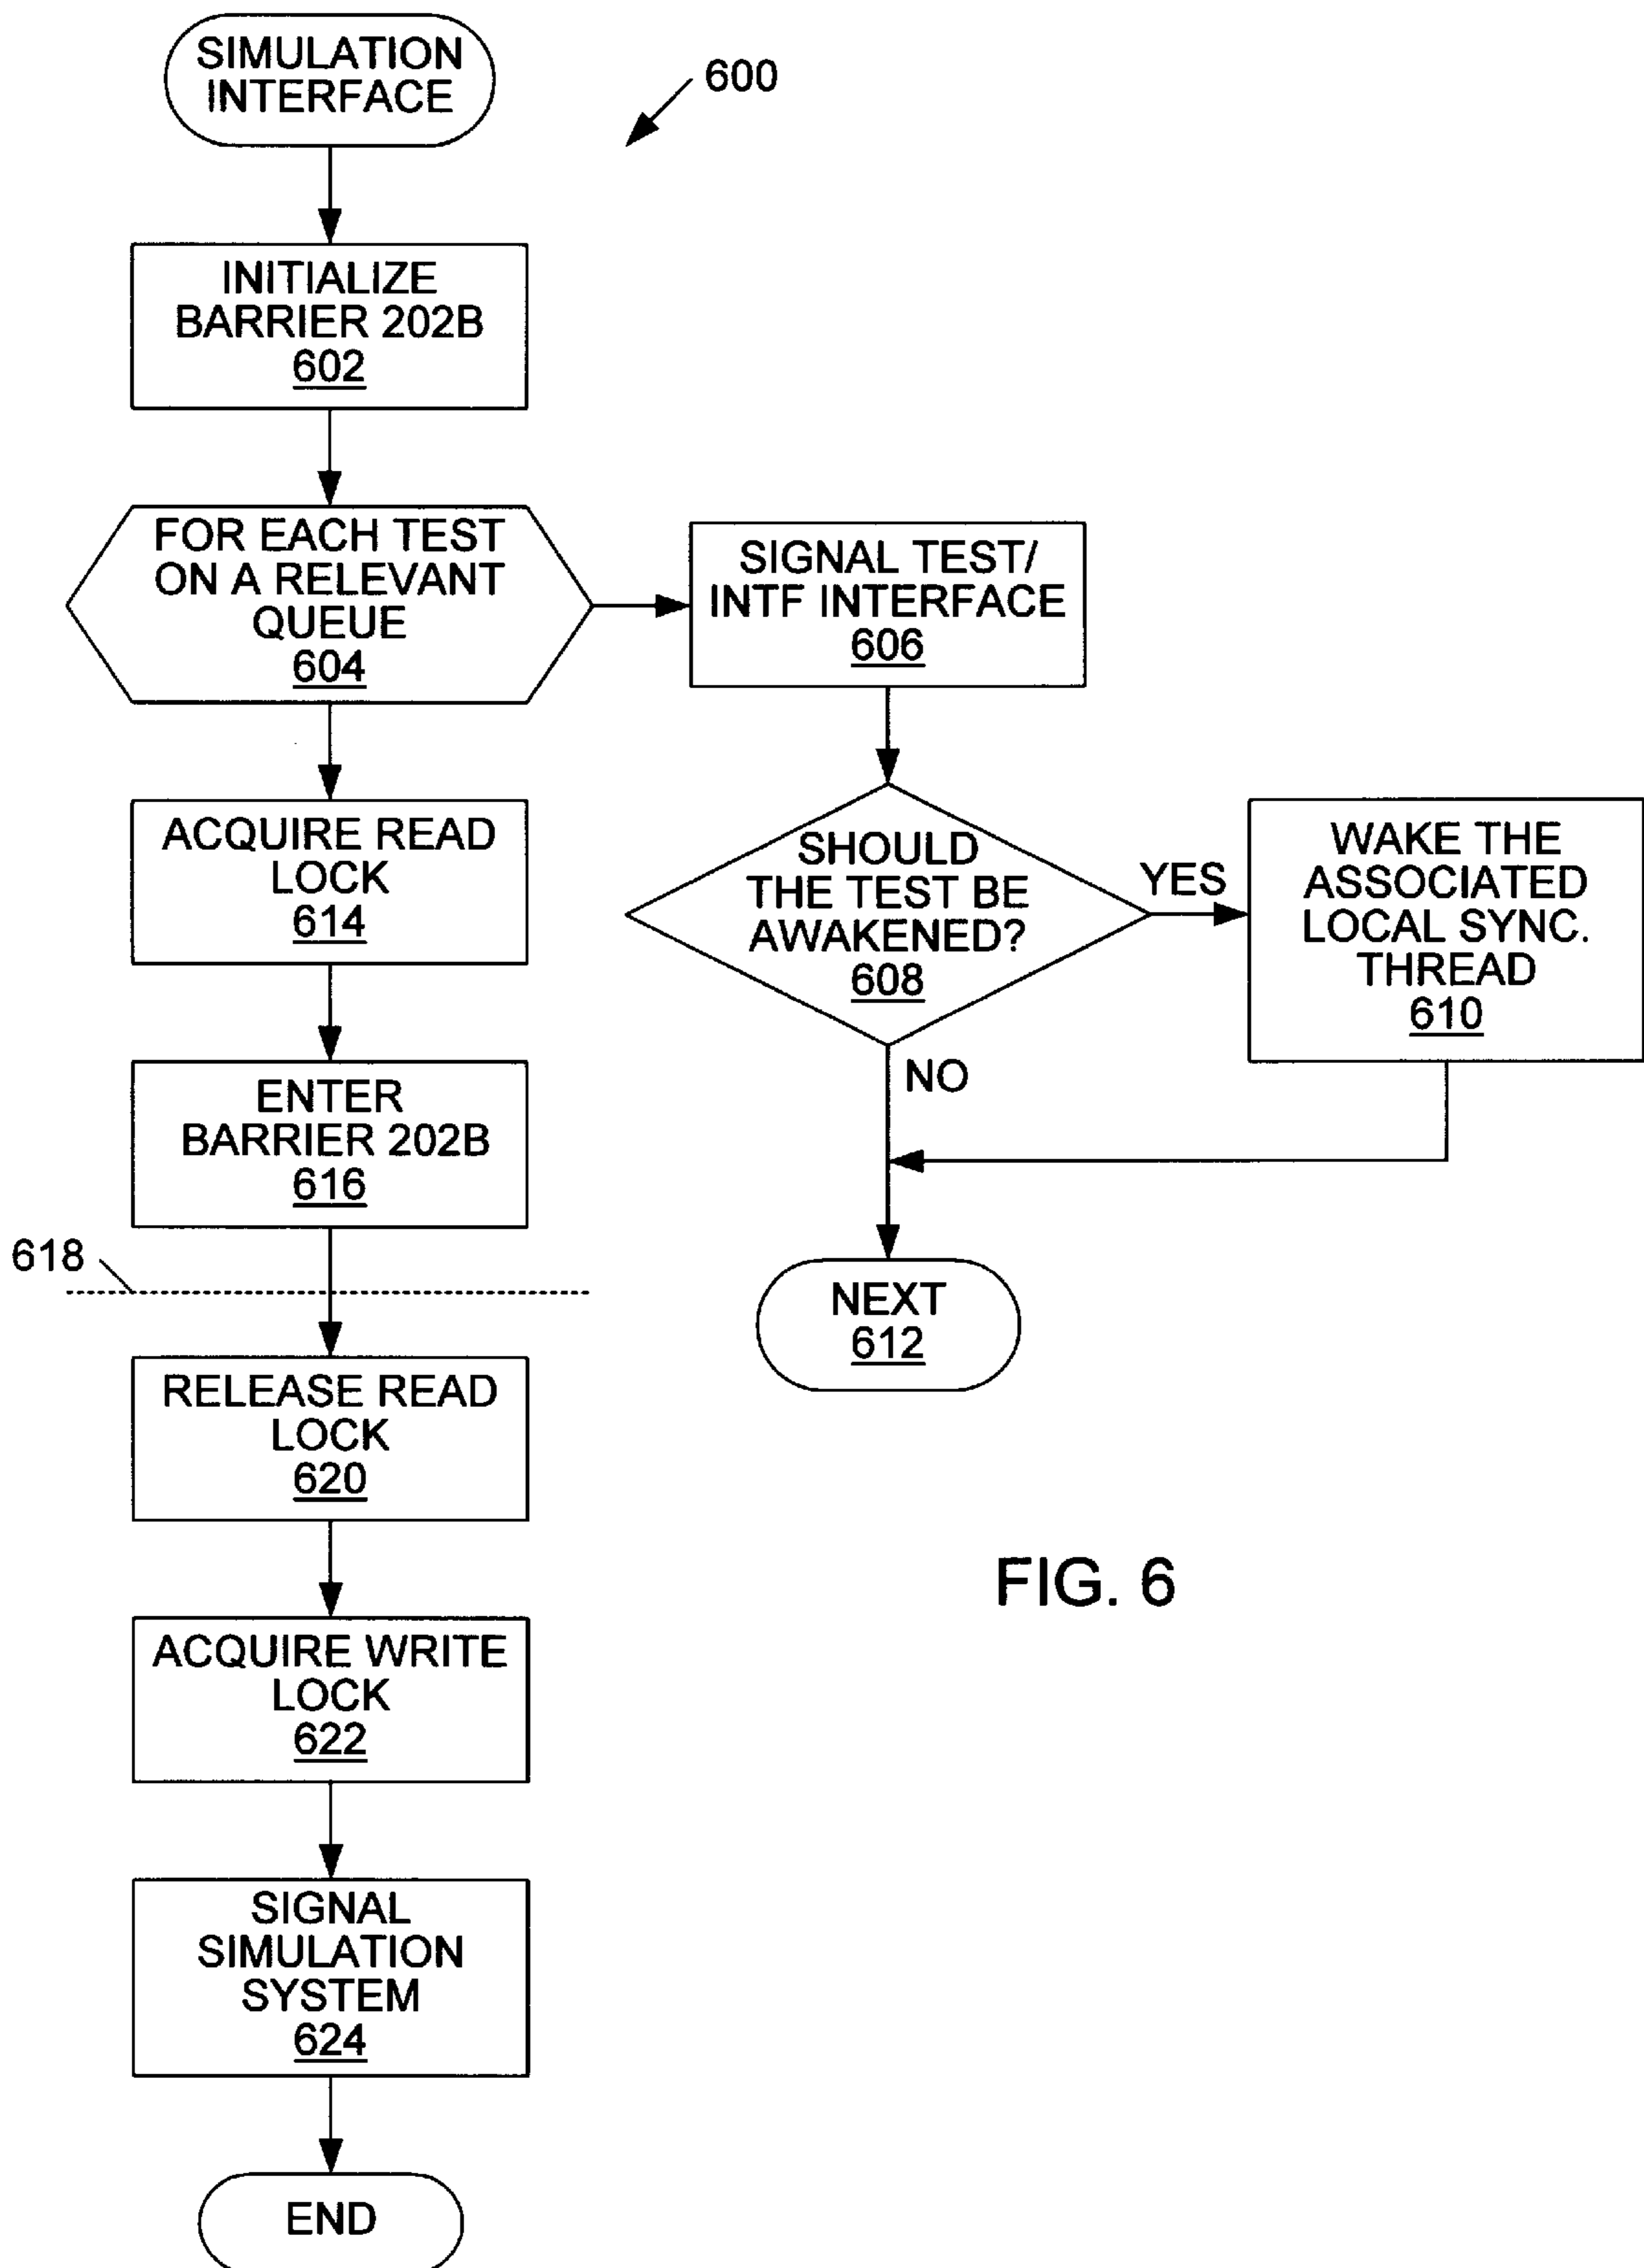 SIMULATION
INTERFACE
600
INITIALIZE
BARRIER 202B
602
FOR EACH TEST
ON A RELEVANT
QUEUE
604
SIGNAL TEST/
INTF INTERFACE
606
SHOULD
THE TEST BE
AWAKENED?
608
YES
WAKE THE
ASSOCIATED
LOCAL SYNC.
THREAD
610
NO
NEXT
612
ACQUIRE READ
LOCK
614
ENTER
BARRIER 202B
616
618
RELEASE READ
LOCK
620
ACQUIRE WRITE
LOCK
622
SIGNAL
SIMULATION
SYSTEM
624
END
FIG. 6